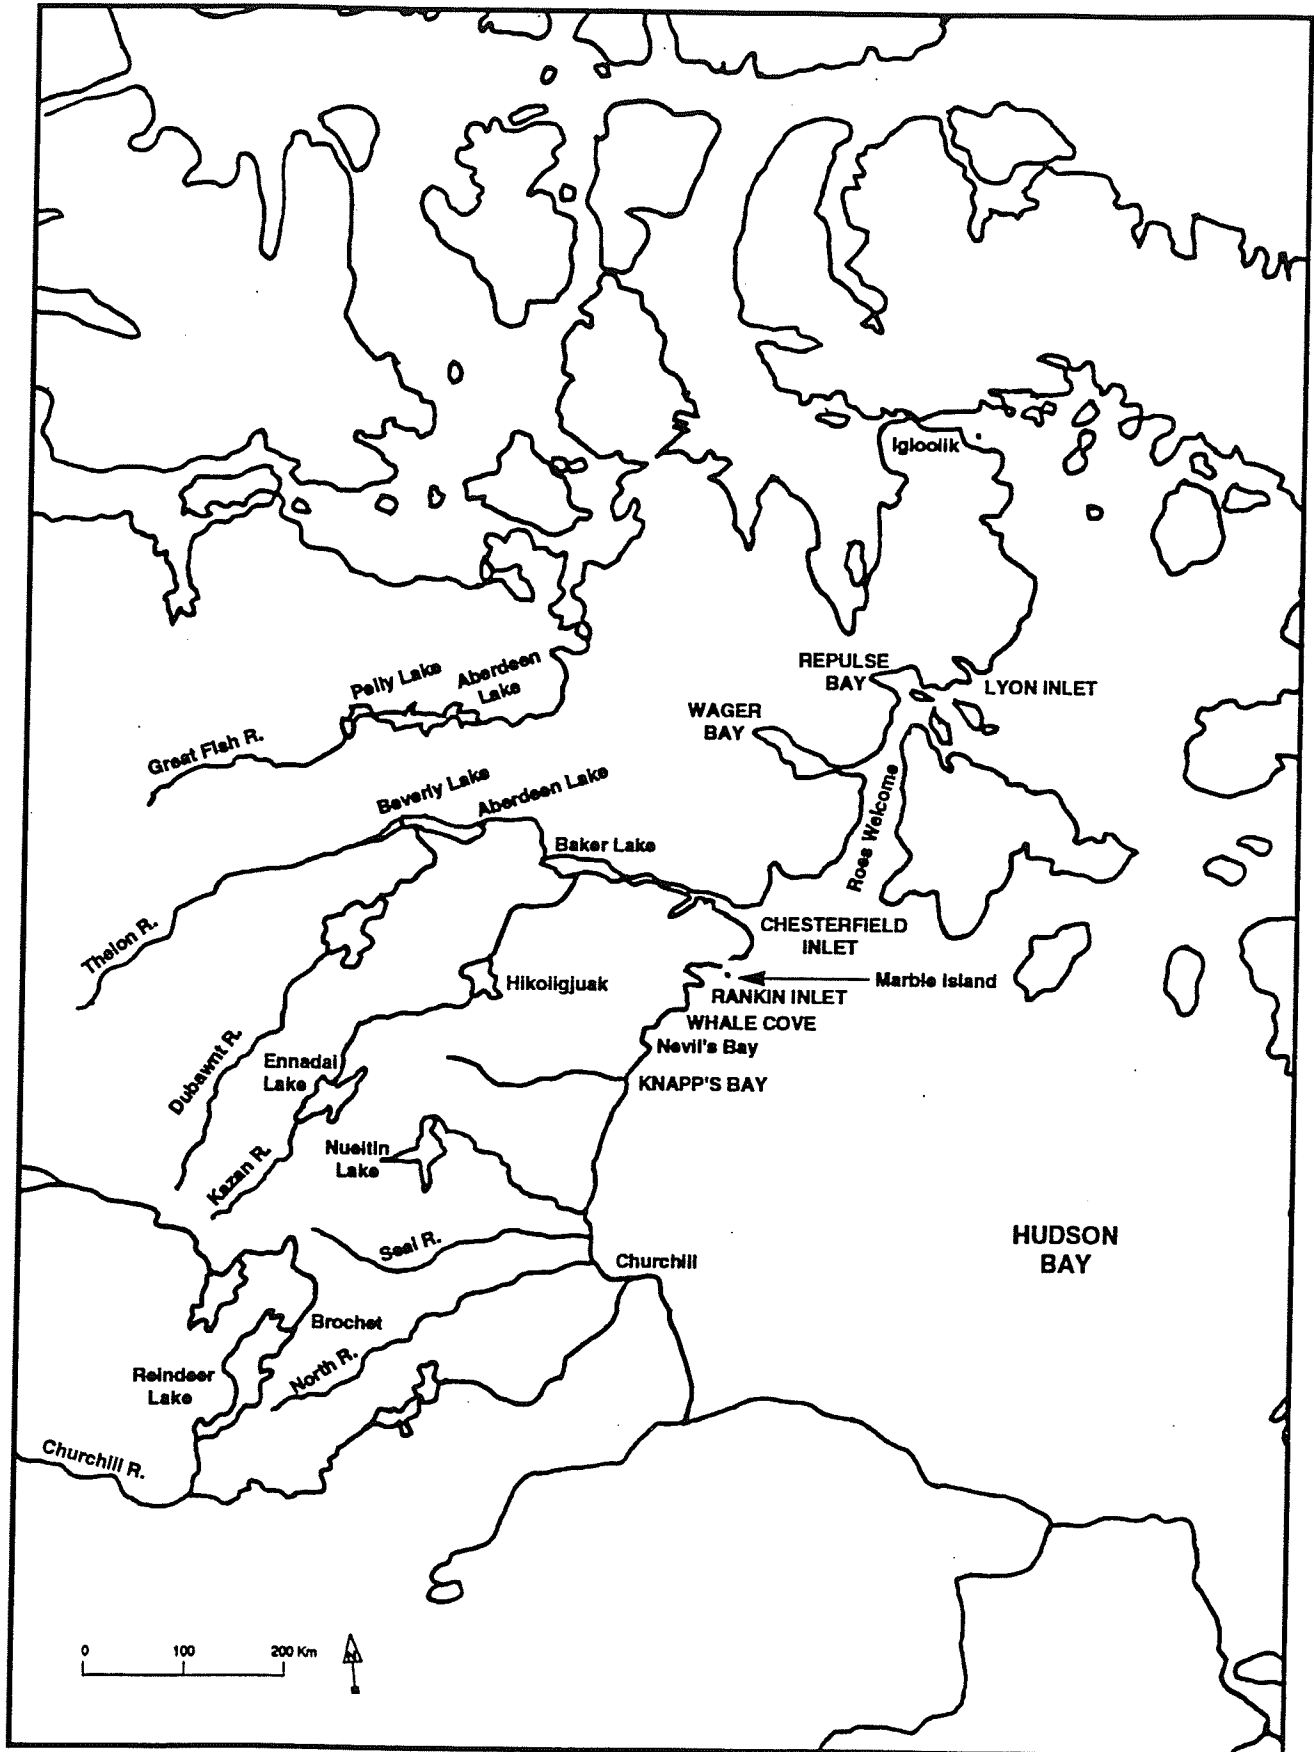 Igloolik
REPULSE
BAY
LYON INLET
Pelly Lake
Aberdeen
Lake
WAGER
BAY
Great Fish R.
Beverly Lake
Aberdeen Lake
Roes Welcome
Baker Lake
Thelon R.
CHESTERFIELD
INLET
Hikoligjuak
Marble Island
RANKIN INLET
WHALE COVE
Nevil's Bay
Dubawnt R.
Ennadai
Lake
KNAPP'S BAY
Nueltin
Lake
Kazan R.
HUDSON
BAY
Seal R.
Churchill
Brochet
North R.
Reindeer
Lake
Churchill R.
0 100 200 Km
N